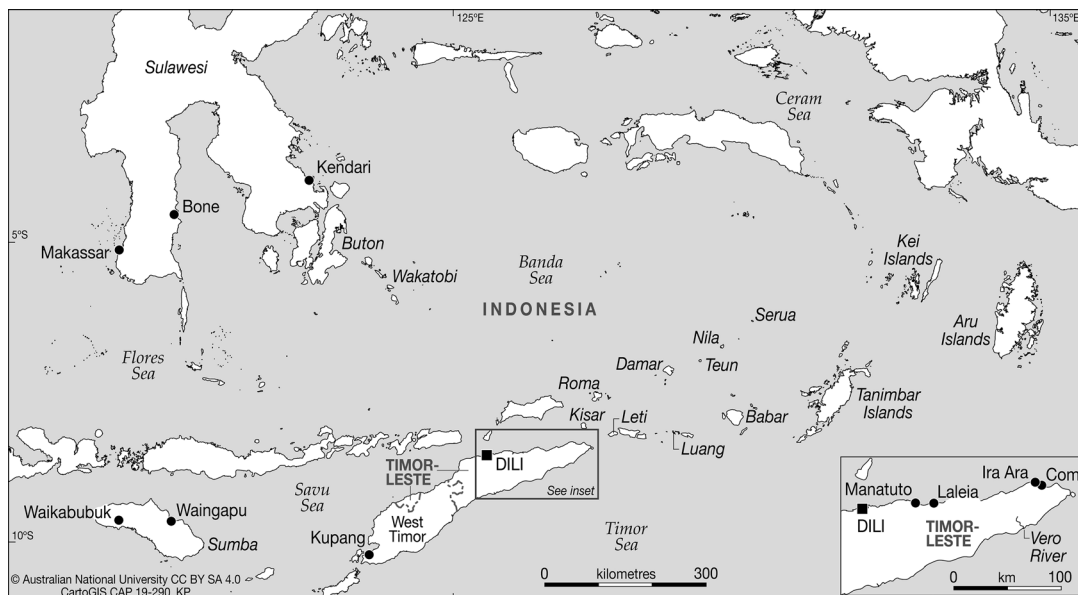 125°E
135°E
Sulawesi
Ceram
Sea
Kendari
Bone
Makassar
5°S
Buton
Wakatobi
Banda
Sea
Kei
Islands
INDONESIA
Serua
Aru
Islands
Nila
Flores
Sea
Damar
Teun
Roma
Tanimbar
Islands
Kisar
Leti
Babar
Luang
TIMOR-
LESTE
DILI
See inset
Savu
Sea
Waikabubuk
Waingapu
West
Timor
Kupang
Sumba
Timor
Sea
10°S
0
kilometres
300
© Australian National University CC BY SA 4.0
CartoGIS CAP 19-290_KP
Ira Ara
Com
Manatuto
Laleia
DILI
TIMOR-
LESTE
Vero
River
0
km
100